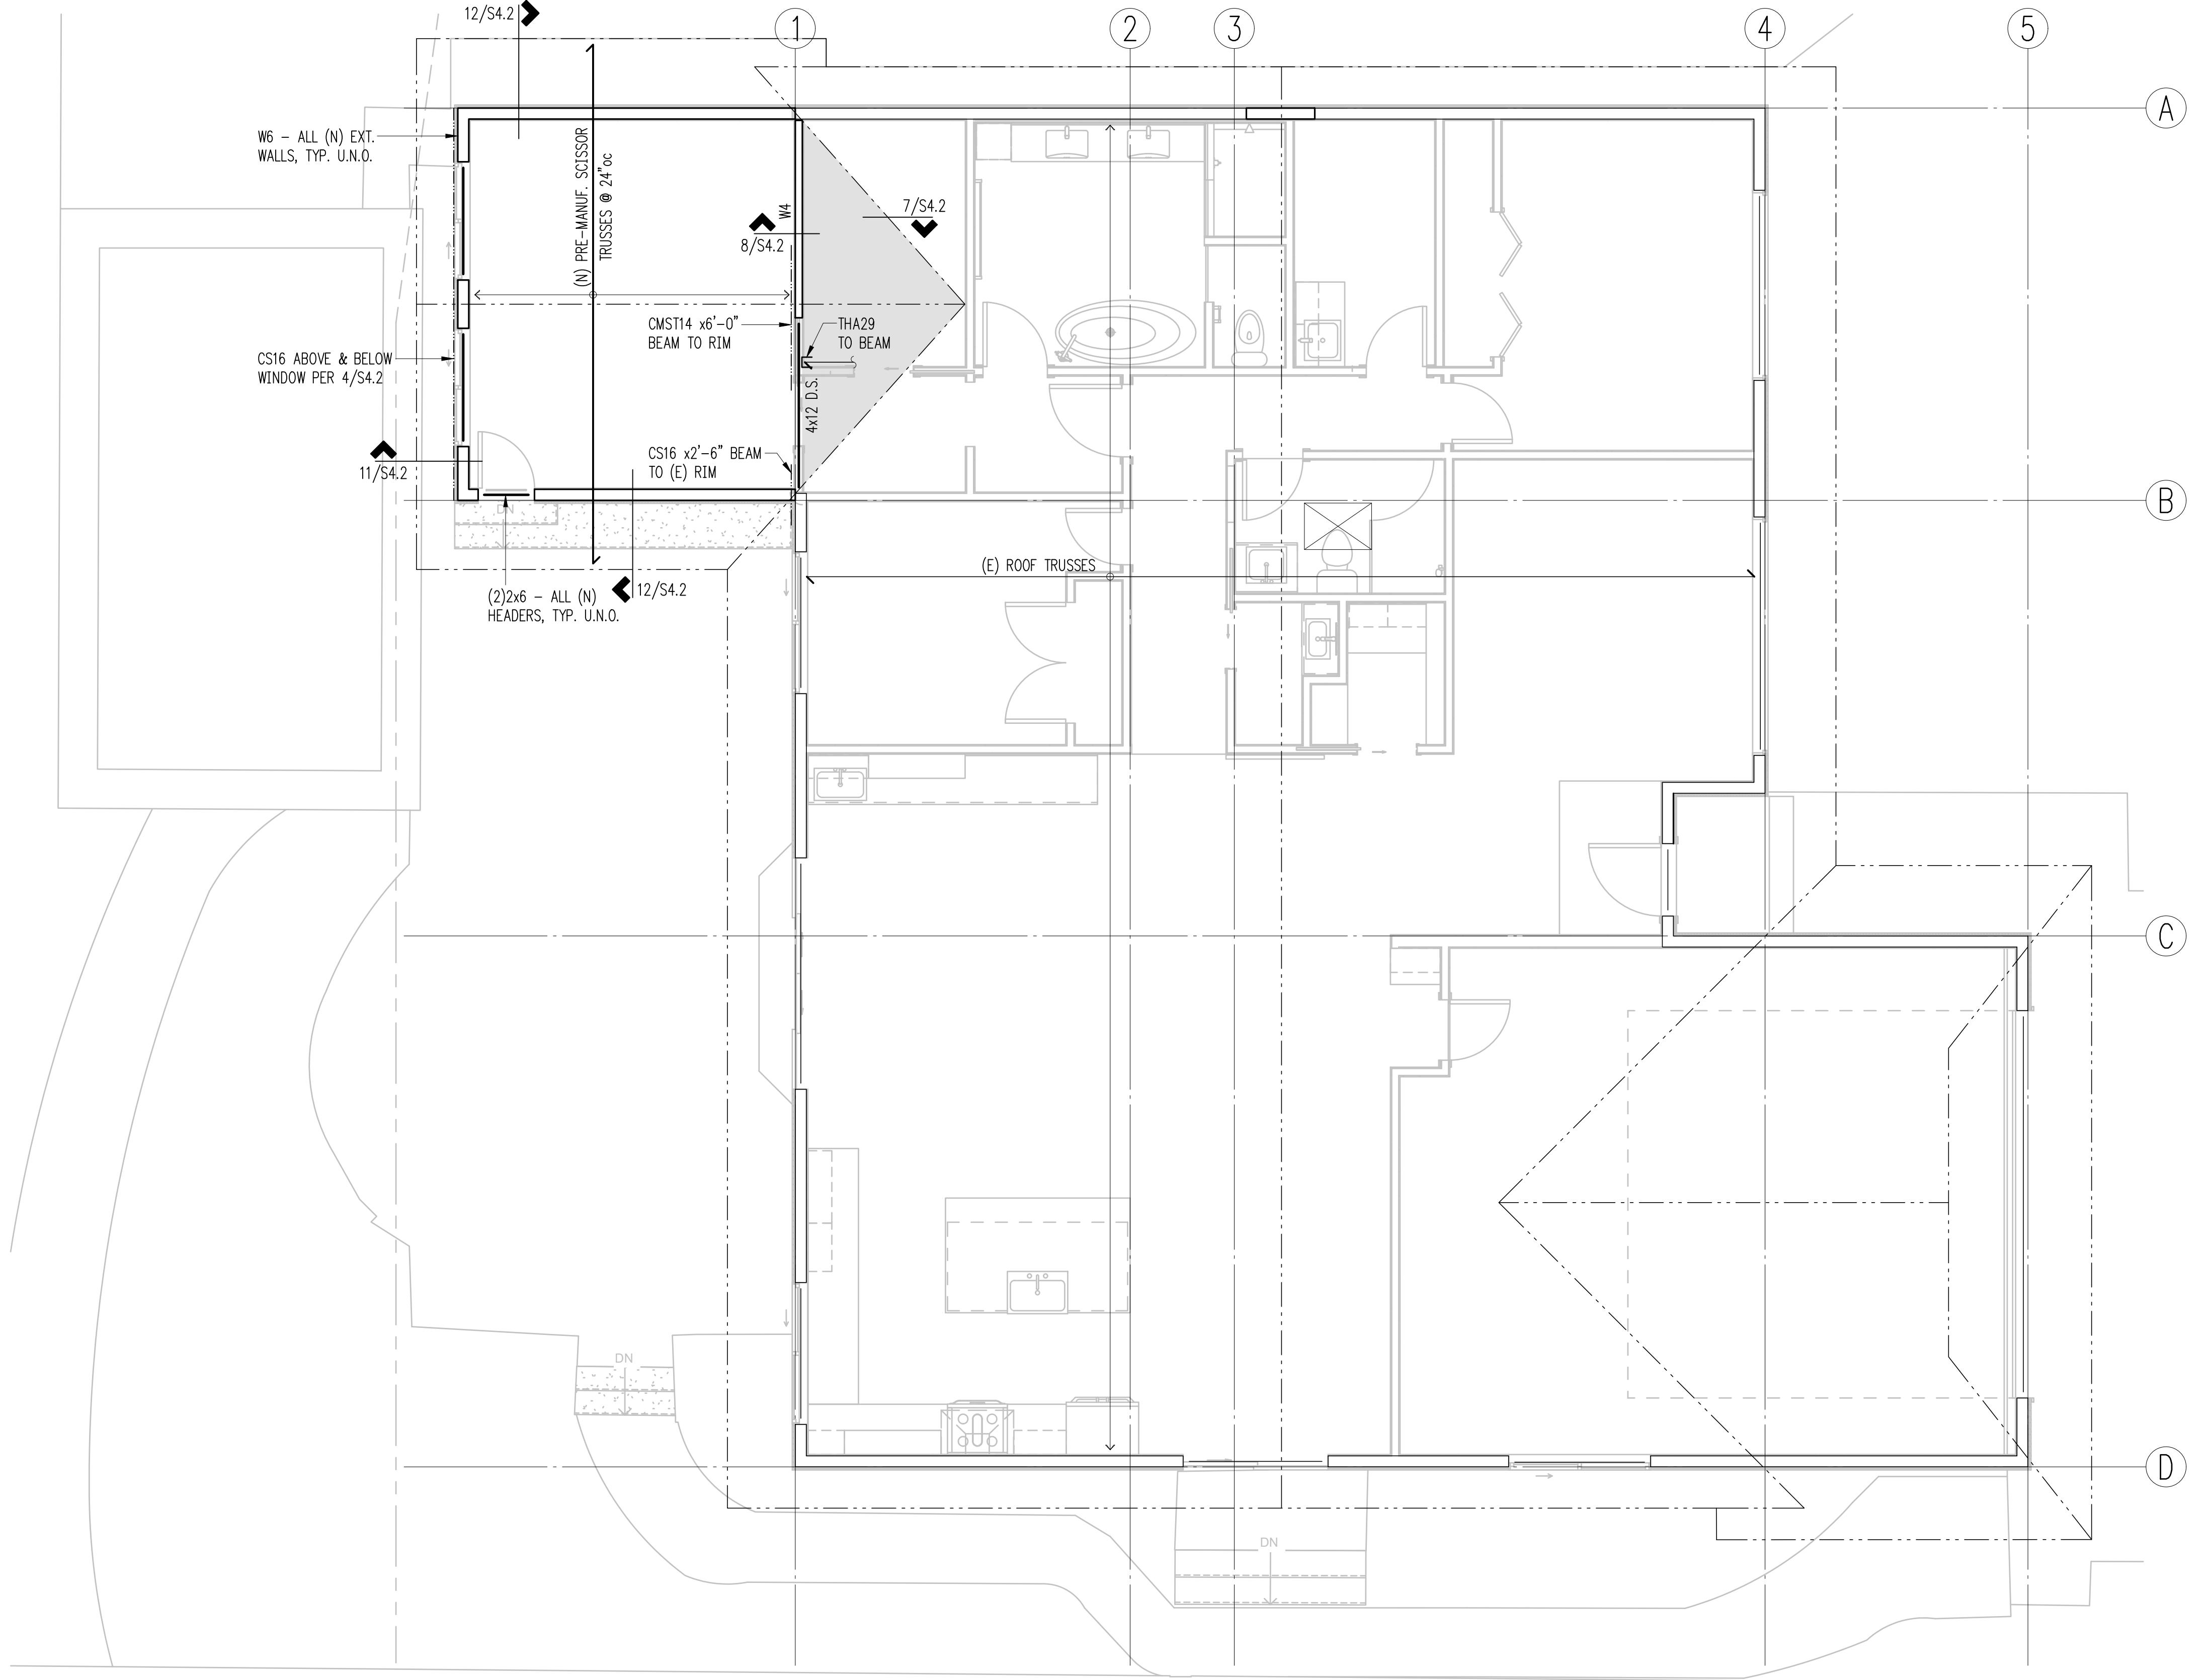 12/S4.2
1
2
3
4
5
A
W6 - ALL (N) EXT.
WALLS, TYP. U.N.O.
(N) PRE-MANUF. SCISSOR
TRUSSES @ 24"oc
W4
7/S4.2
8/S4.2
CMST14 x6'-0"
BEAM TO RIM
THA29
TO BEAM
CS16 ABOVE & BELOW
WINDOW PER 4/S4.2
4x12 D.S.
CS16 x2'-6" BEAM
TO (E) RIM
11/S4.2
B
DN
(E) ROOF TRUSSES
(2)2x6 - ALL (N)
HEADERS, TYP. U.N.O.
12/S4.2
C
DN
D
DN